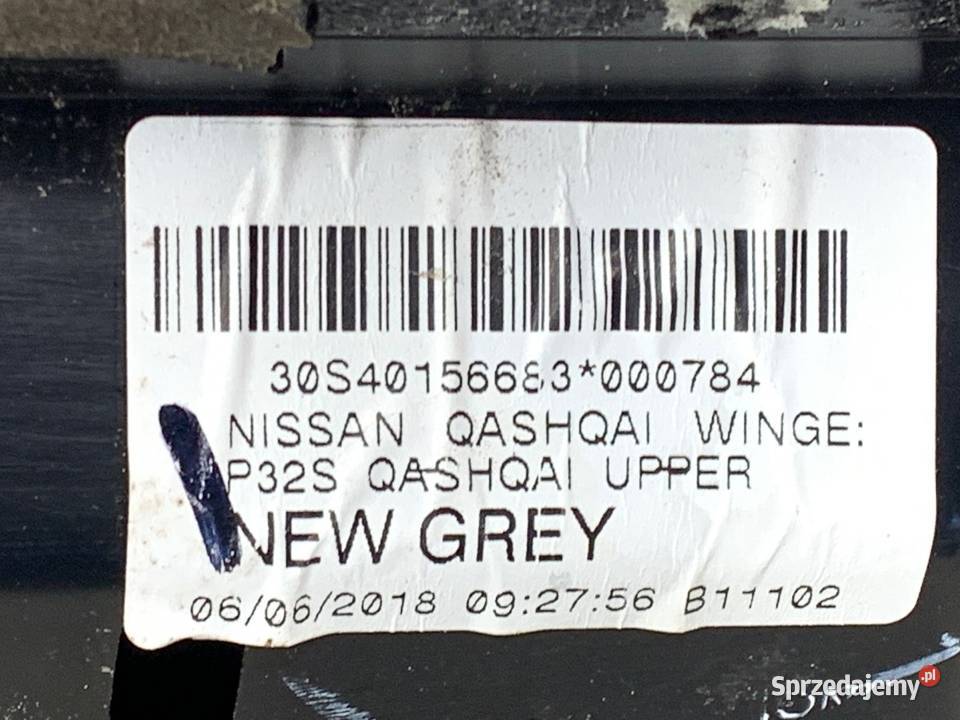 30S40156683*000784
NISSAN QASHQAI WINGE:
P32S QASHQAI UPPER
NEW GREY
06/06/2018 09:27:56 B11102
Sprzedajemy.pl